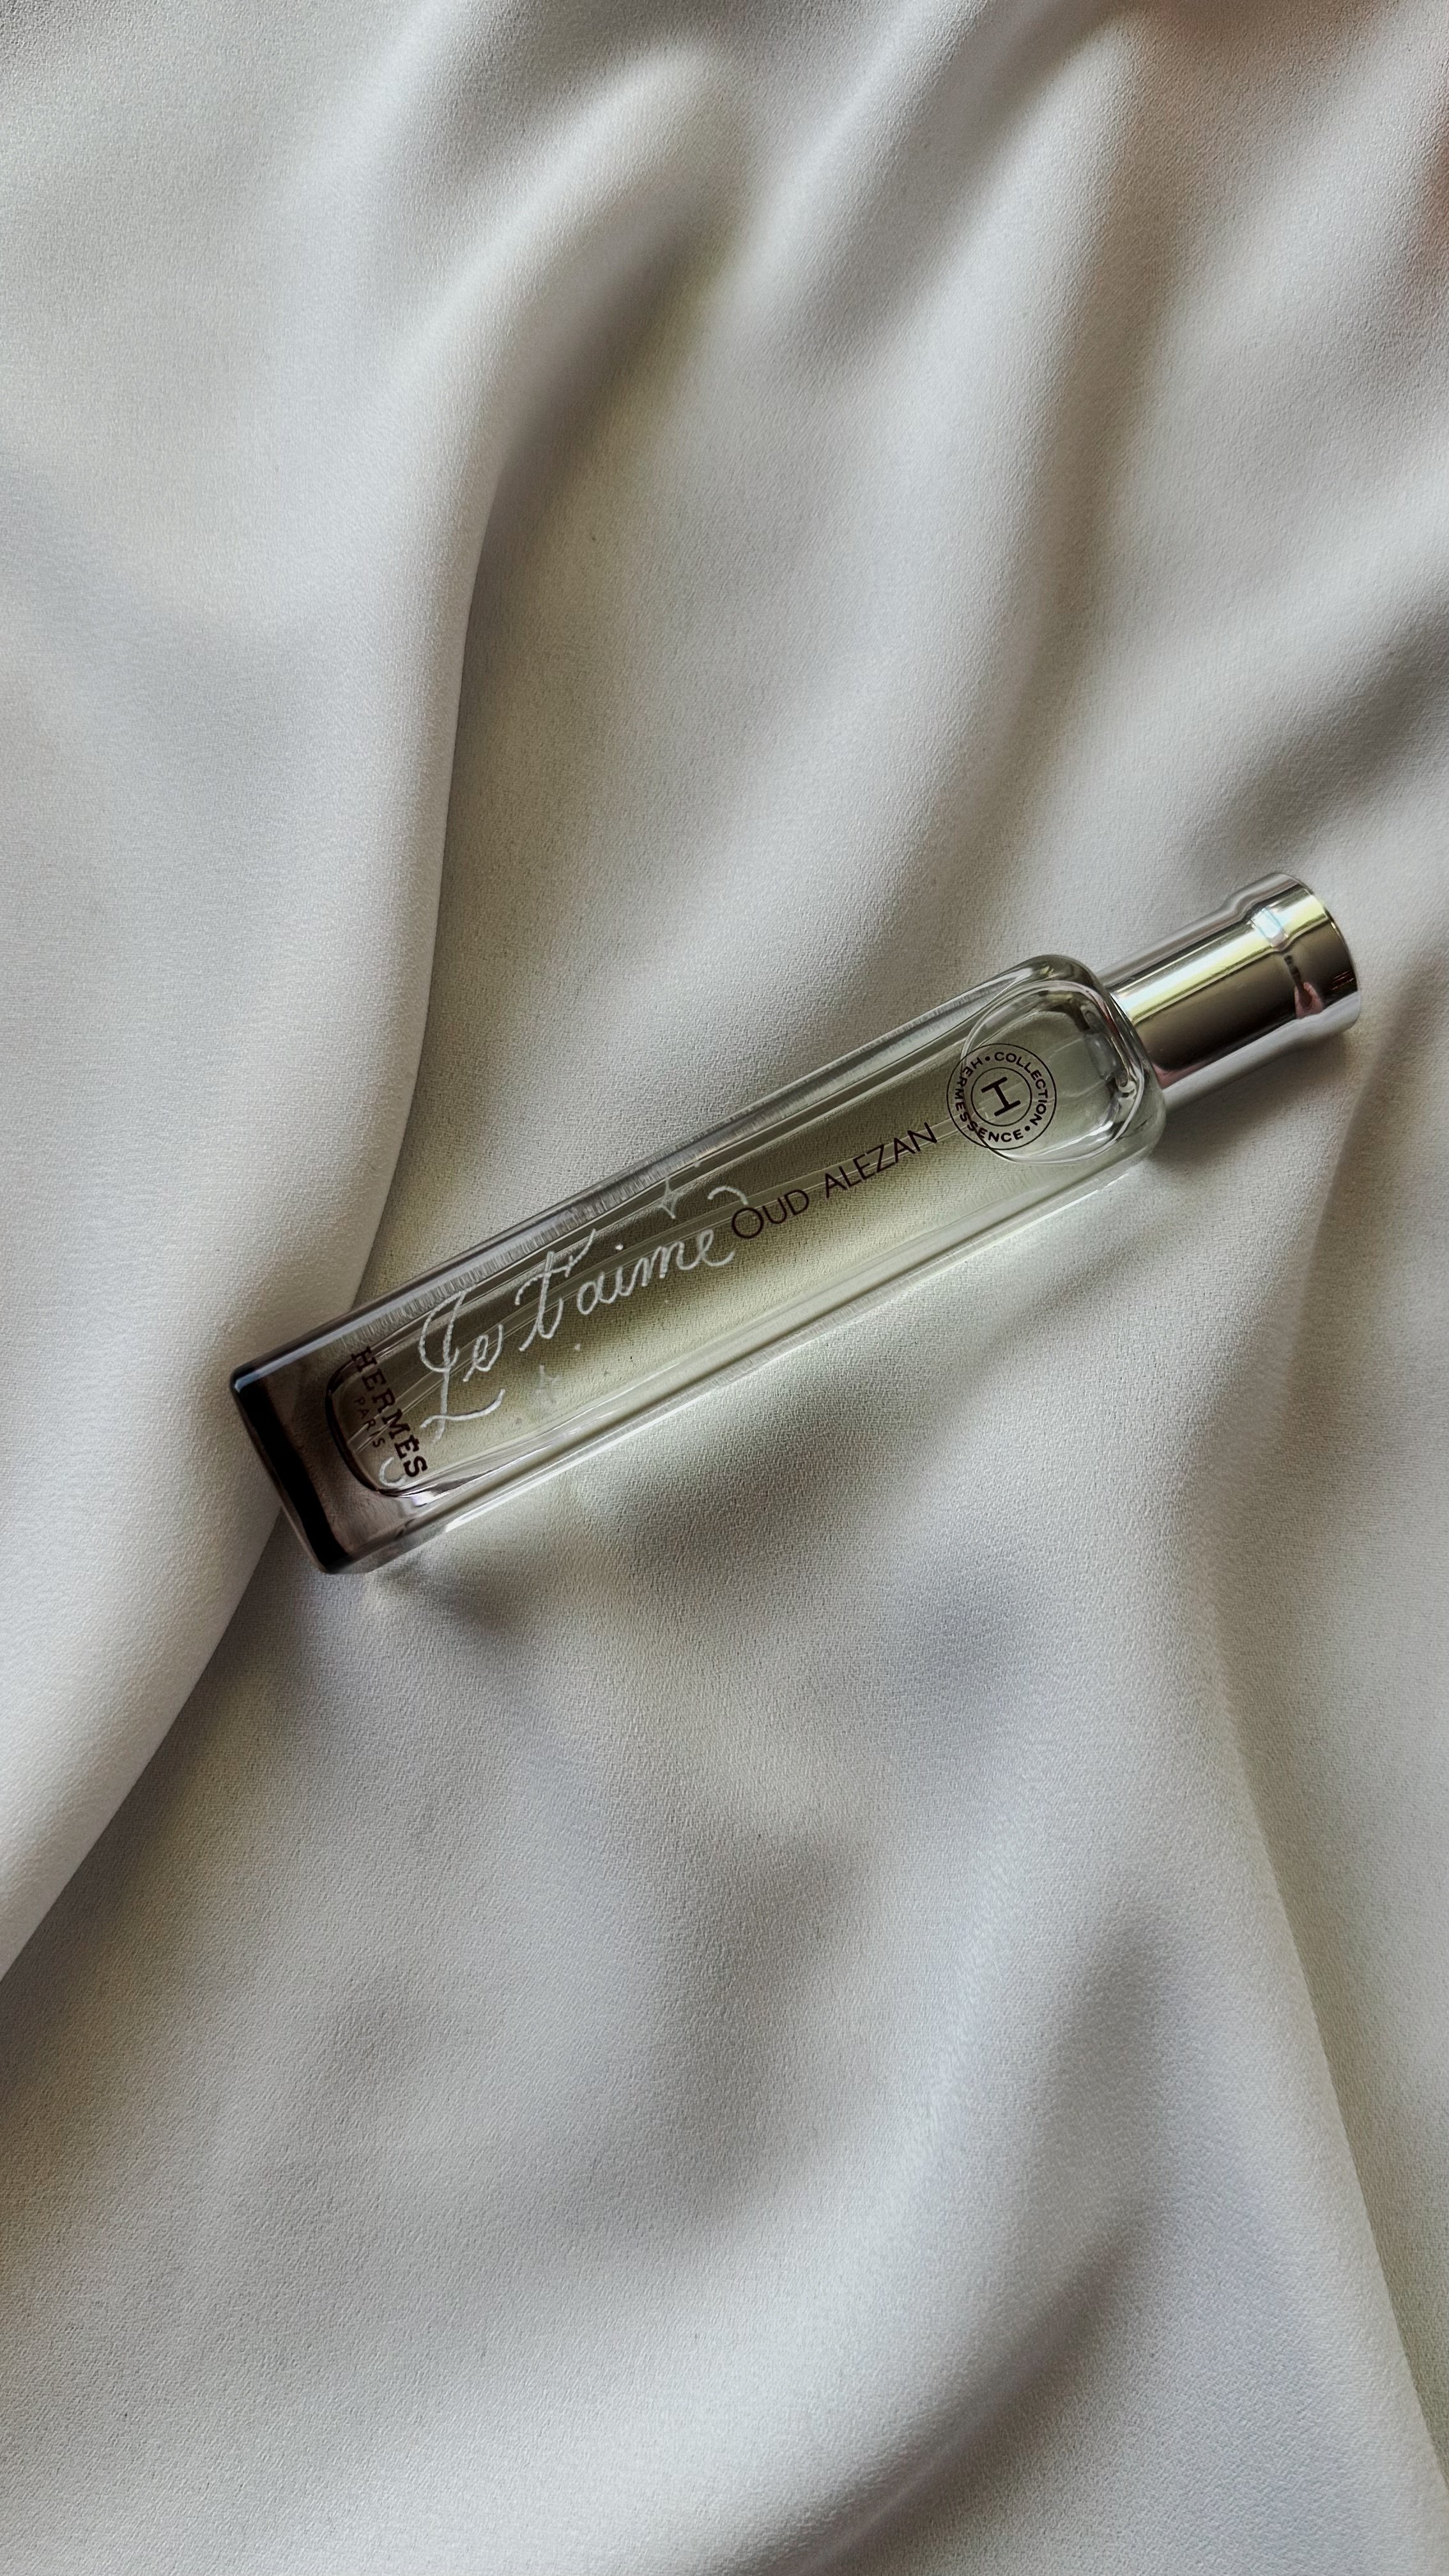 HERMESSENCE • COLLECTION •
H
OUD ALEZAN
Je t'aime
HERMÈS
PARIS